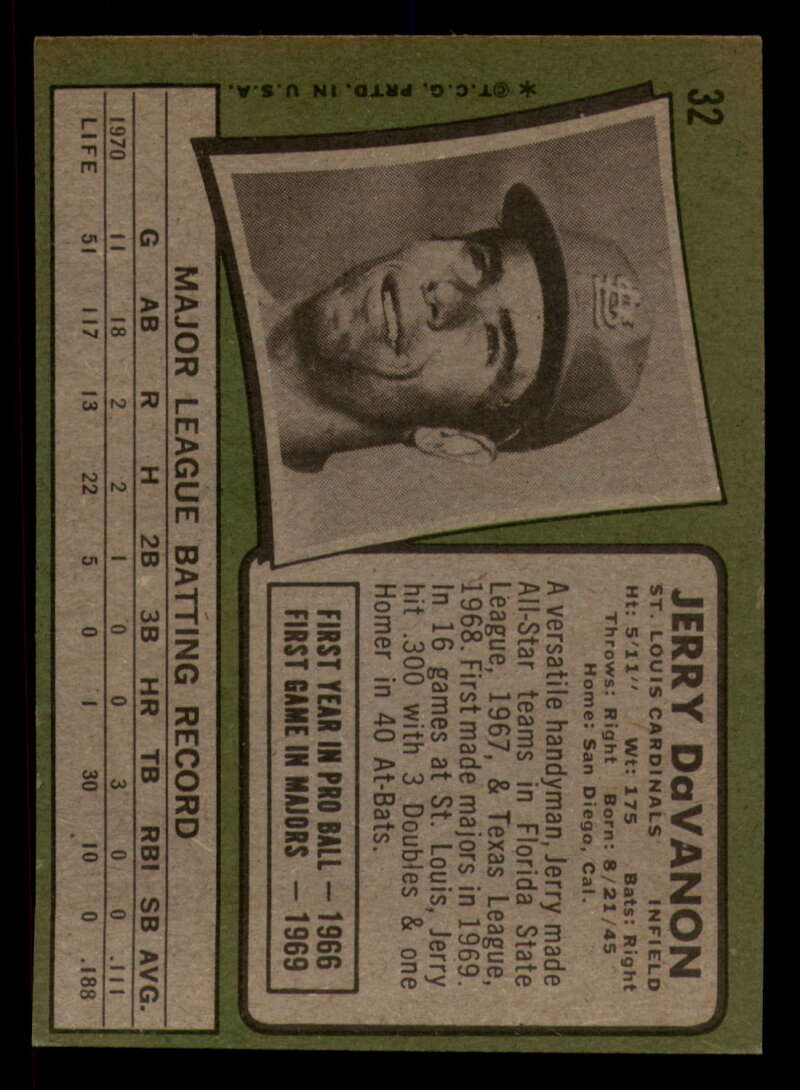 32
* ©T.C.G. PRTD. IN U.S.A.
JERRY DaVANON
ST. LOUIS CARDINALS INFIELD
Ht: 5'11" Wt: 175 Bats: Right
Throws: Right Born: 8/21/45
Home: San Diego, Cal.
A versatile handyman, Jerry made
All-Star teams in Florida State
League, 1967, & Texas League,
1968. First made majors in 1969.
In 16 games at St. Louis, Jerry
hit .300 with 3 Doubles & one
Homer in 40 At-Bats.
FIRST YEAR IN PRO BALL — 1966
FIRST GAME IN MAJORS — 1969
MAJOR LEAGUE BATTING RECORD
G AB R H 2B 3B HR TB RBI SB AVG.
1970 11 18 2 2 1 0 0 3 0 0 .111
LIFE 51 117 13 22 5 0 1 30 10 0 .188